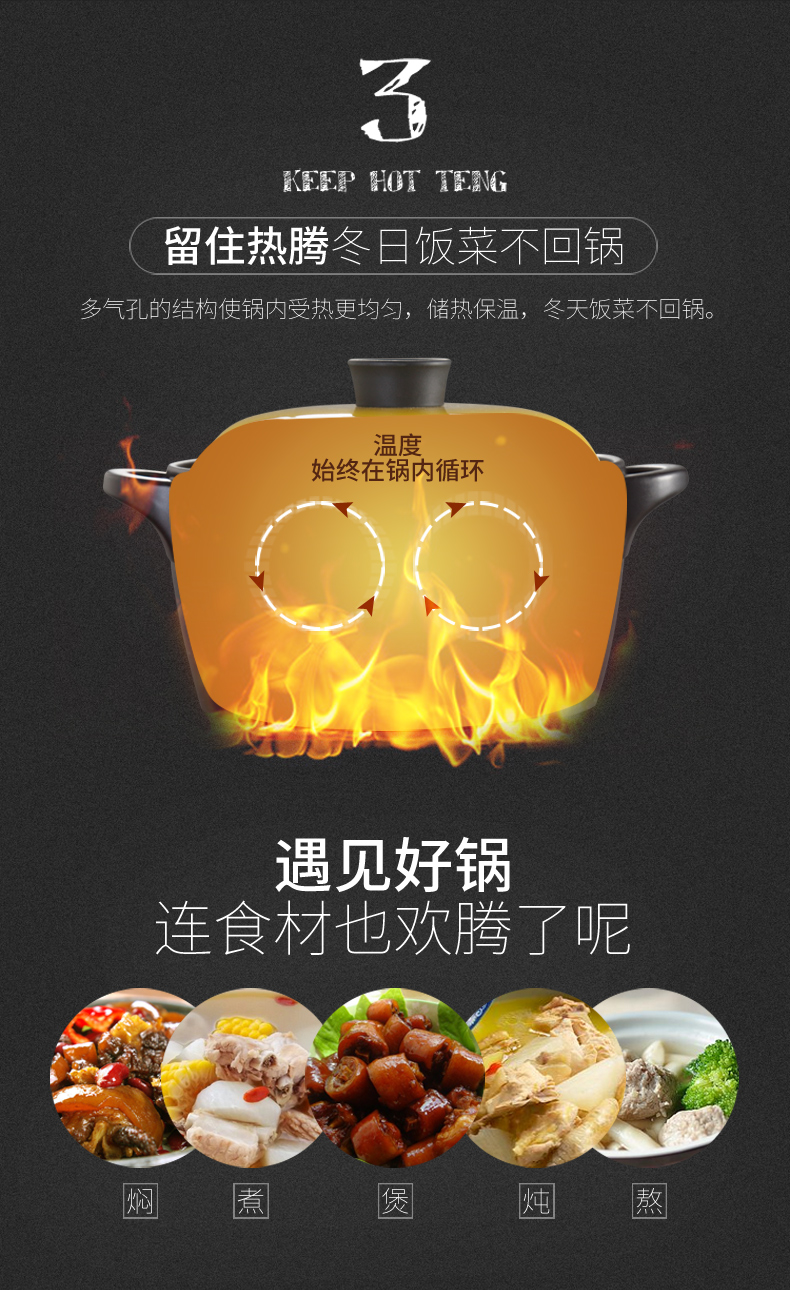 3
KEEP HOT TENG
留住热腾冬日饭菜不回锅
多气孔的结构使锅内受热更均匀，储热保温，冬天饭菜不回锅。
温度
始终在锅内循环
遇见好锅
连食材也欢腾了呢
焖 煮 煲 炖 熬